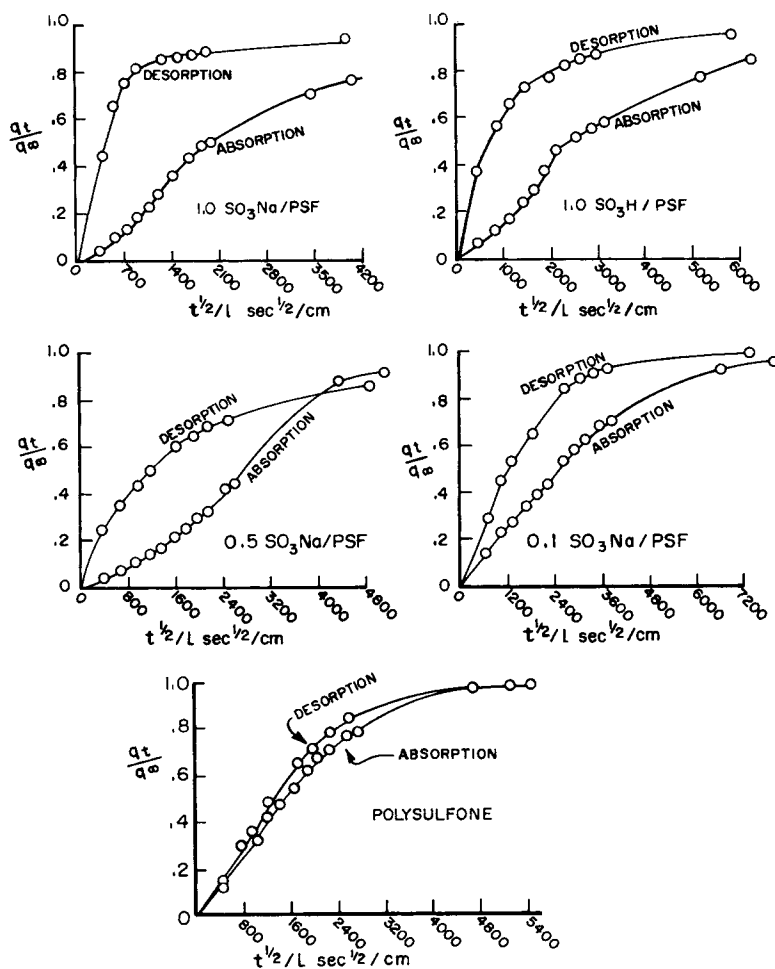 1.0
.8
.6
.4
.2
0
qt
q∞
DESORPTION
ABSORPTION
1.0 SO3Na/PSF
0 700 1400 2100 2800 3500 4200
t½/l sec½/cm
1.0
.8
.6
.4
.2
0
qt
q∞
DESORPTION
ABSORPTION
1.0 SO3H/PSF
0 1000 2000 3000 4000 5000 6000
t½/l sec½/cm
1.0
.8
.6
.4
.2
0
qt
q∞
DESORPTION
ABSORPTION
0.5 SO3Na/PSF
0 800 1600 2400 3200 4000 4800
t½/l sec½/cm
1.0
.8
.6
.4
.2
0
qt
q∞
DESORPTION
ABSORPTION
0.1 SO3Na/PSF
0 1200 2400 3600 4800 6000 7200
t½/l sec½/cm
1.0
.8
.6
.4
.2
0
qt
q∞
DESORPTION
ABSORPTION
POLYSULFONE
0 800 1600 2400 3200 4000 4800 5400
t½/l sec½/cm